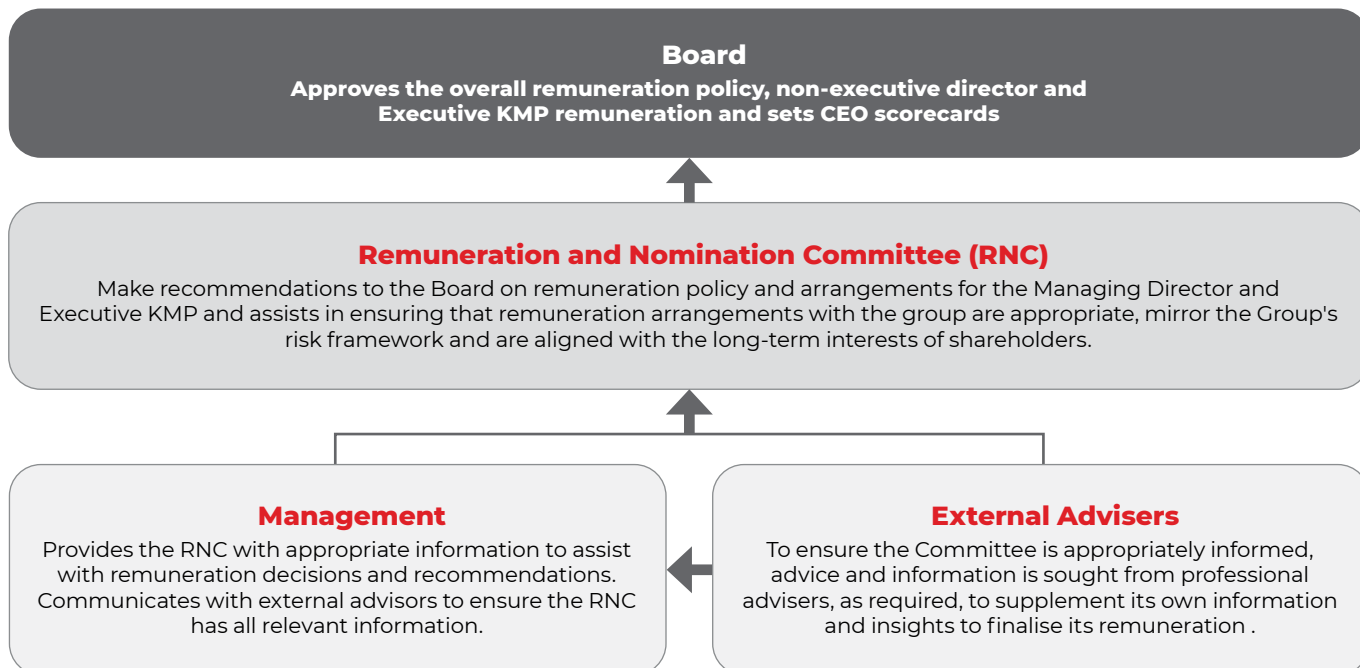 Board
Approves the overall remuneration policy, non-executive director and
Executive KMP remuneration and sets CEO scorecards
Remuneration and Nomination Committee (RNC)
Make recommendations to the Board on remuneration policy and arrangements for the Managing Director and
Executive KMP and assists in ensuring that remuneration arrangements with the group are appropriate, mirror the Group's
risk framework and are aligned with the long-term interests of shareholders.
Management
Provides the RNC with appropriate information to assist
with remuneration decisions and recommendations.
Communicates with external advisors to ensure the RNC
has all relevant information.
External Advisers
To ensure the Committee is appropriately informed,
advice and information is sought from professional
advisers, as required, to supplement its own information
and insights to finalise its remuneration .